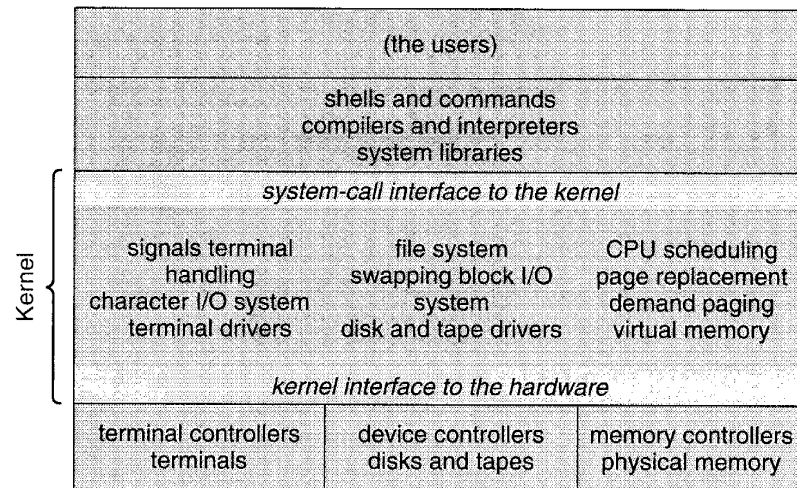 (the users)
shells and commands
compilers and interpreters
system libraries
Kernel
system-call interface to the kernel
signals terminal
handling
character I/O system
terminal drivers
file system
swapping block I/O
system
disk and tape drivers
CPU scheduling
page replacement
demand paging
virtual memory
kernel interface to the hardware
terminal controllers
terminals
device controllers
disks and tapes
memory controllers
physical memory